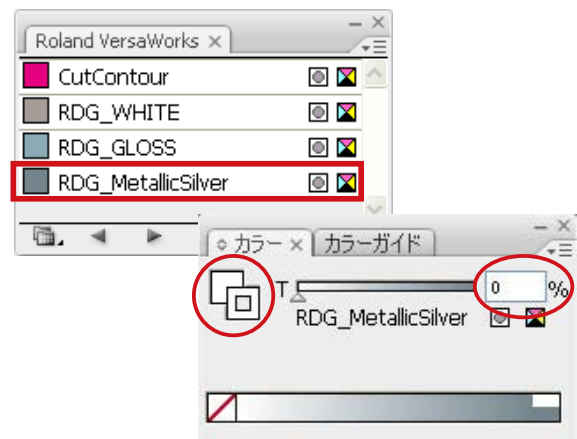 Roland VersaWorks
CutContour
RDG_WHITE
RDG_GLOSS
RDG_MetallicSilver
カラー カラーガイド
T 0 %
RDG_MetallicSilver